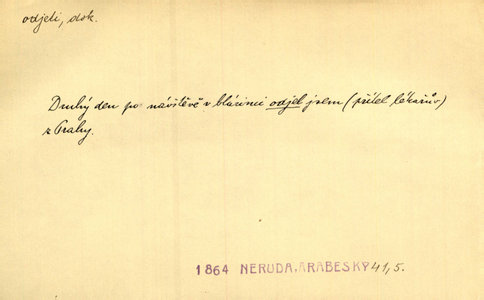 odjeti, dok.
Druhý den po návštěvě v blázinci odjel jsem (přítel lékařův)
z Prahy.
1864 NERUDA, ARABESKY 41,5.